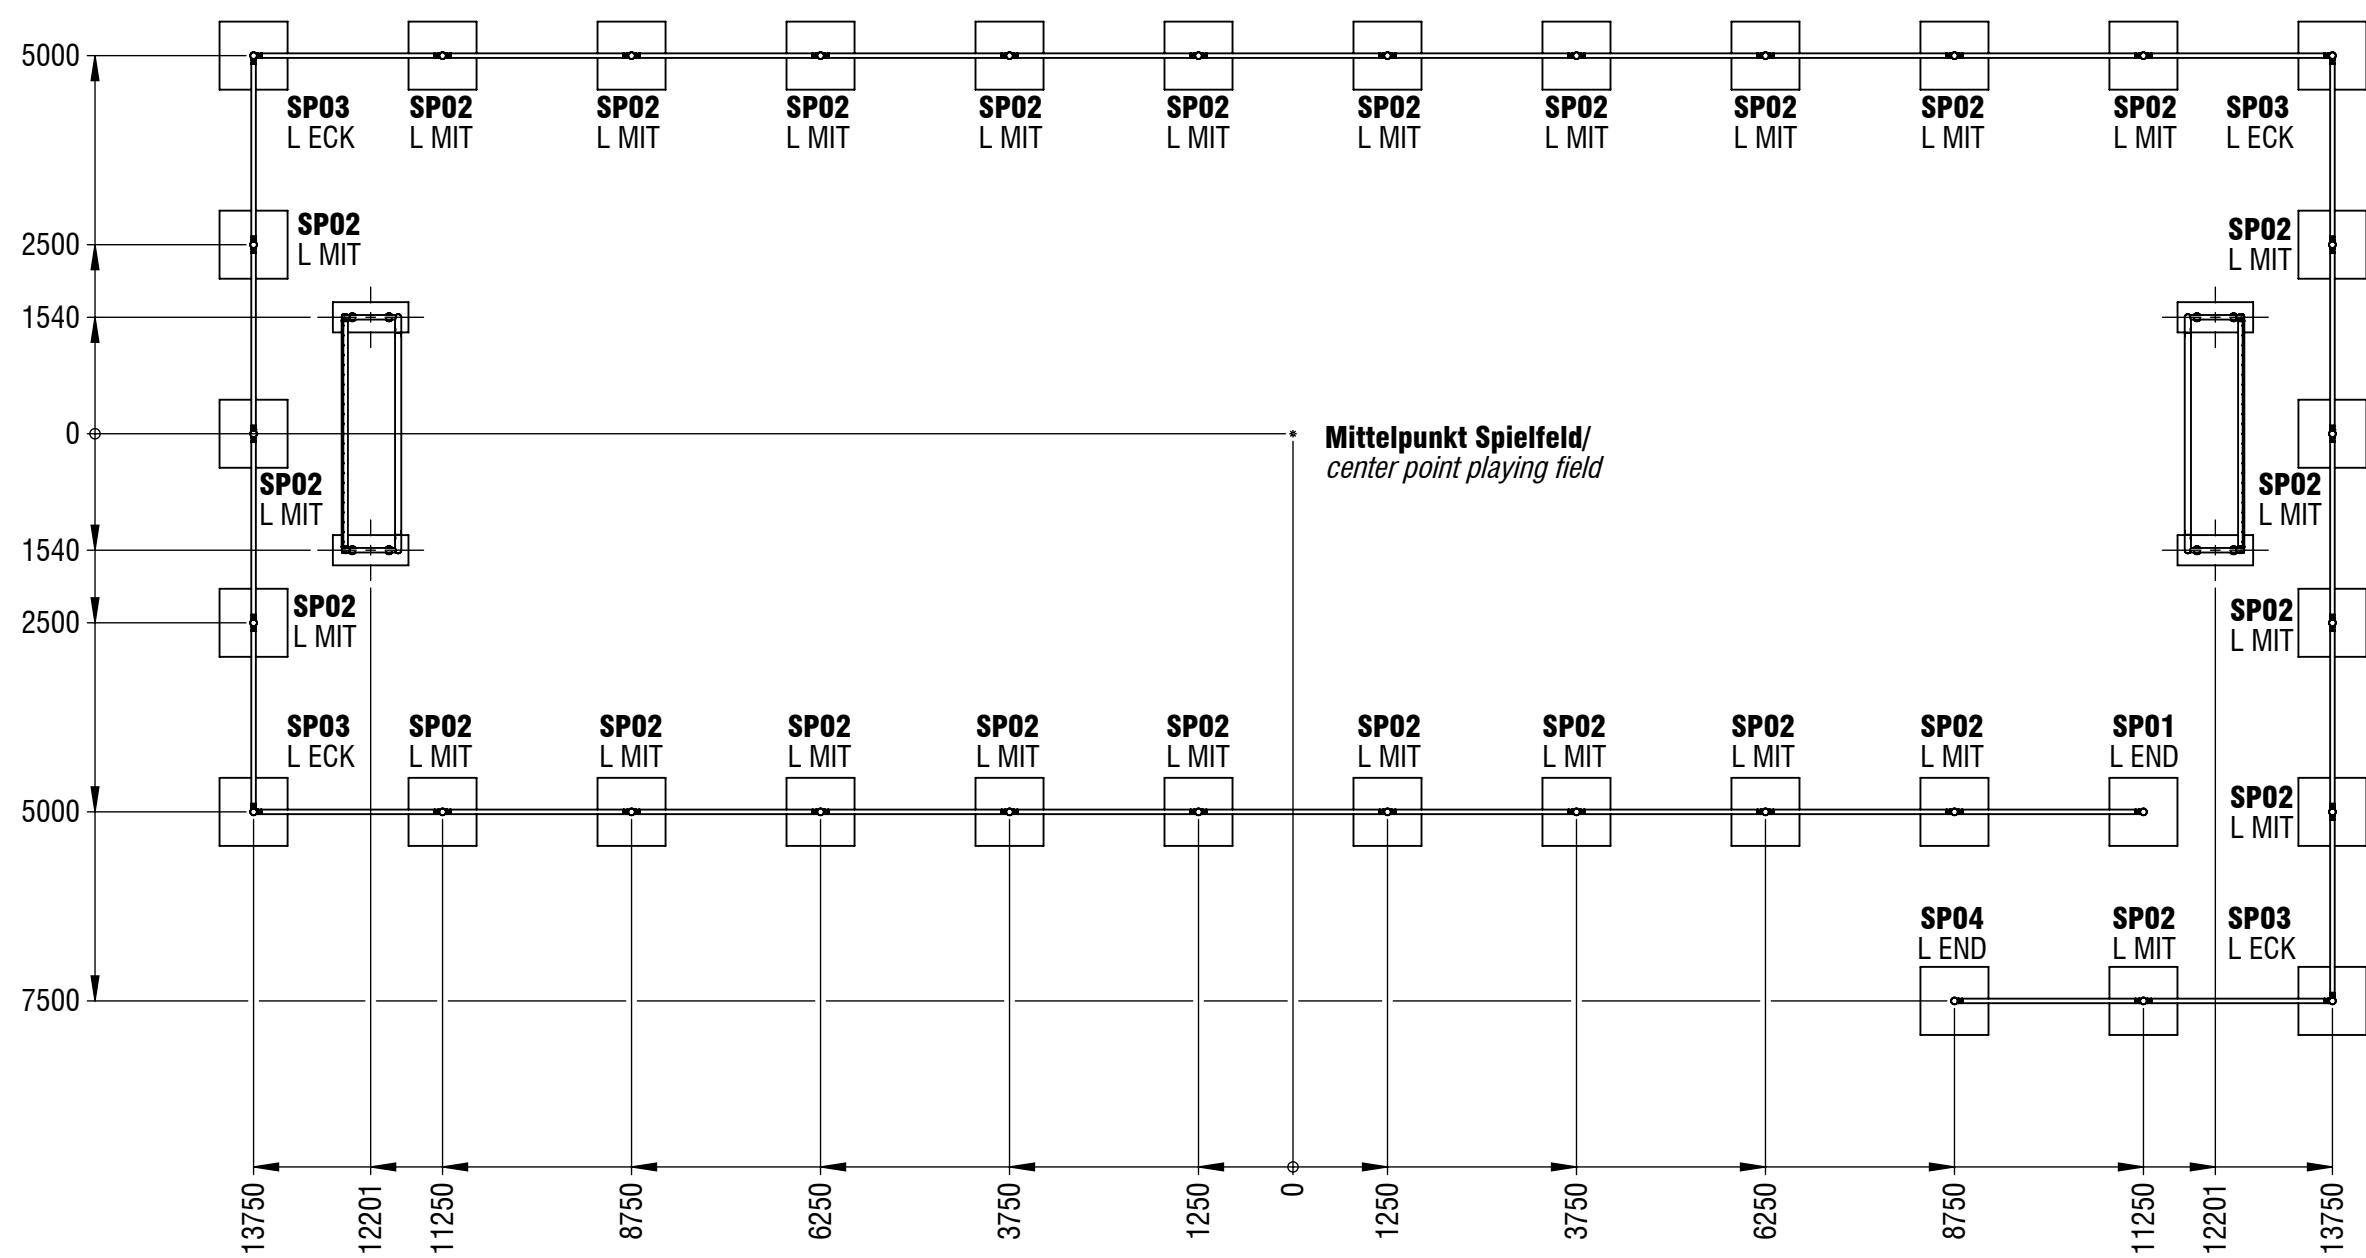 5000
SP03 SP02 SP02 SP02 SP02 SP02 SP02 SP02 SP02 SP02 SP02 SP03
L ECK L MIT L MIT L MIT L MIT L MIT L MIT L MIT L MIT L MIT L MIT L ECK
SP02 SP02
2500 L MIT L MIT
1540
0 Mittelpunkt Spielfeld/
center point playing field
SP02 SP02
L MIT L MIT
1540
SP02 SP02
2500 L MIT L MIT
SP03 SP02 SP02 SP02 SP02 SP02 SP02 SP02 SP02 SP02 SP01
L ECK L MIT L MIT L MIT L MIT L MIT L MIT L MIT L MIT L MIT L END
SP02
5000 L MIT
SP04 SP02 SP03
L END L MIT L ECK
7500
13750 12201 11250 8750 6250 3750 1250 0 1250 3750 6250 8750 11250 12201 13750